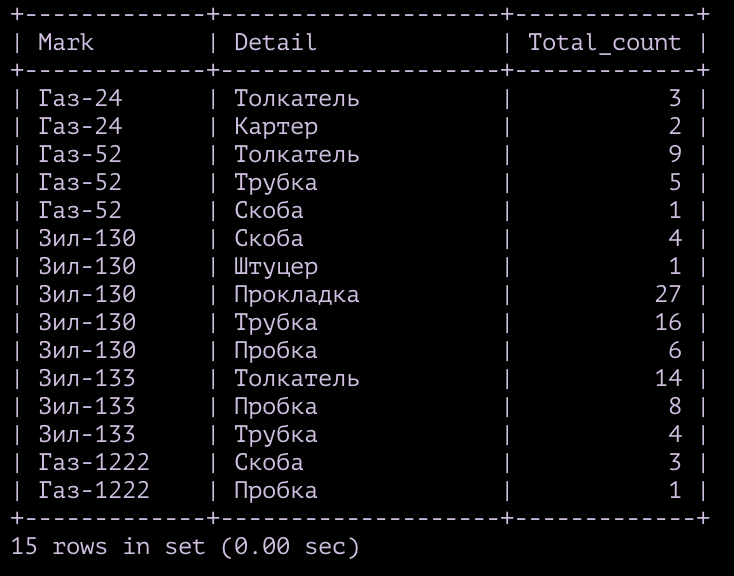 +-------------+--------------------+-------------+
| Mark        | Detail             | Total_count |
+-------------+--------------------+-------------+
| Газ-24      | Толкатель          |           3 |
| Газ-24      | Картер             |           2 |
| Газ-52      | Толкатель          |           9 |
| Газ-52      | Трубка             |           5 |
| Газ-52      | Скоба              |           1 |
| Зил-130     | Скоба              |           4 |
| Зил-130     | Штуцер             |           1 |
| Зил-130     | Прокладка          |          27 |
| Зил-130     | Трубка             |          16 |
| Зил-130     | Пробка             |           6 |
| Зил-133     | Толкатель          |          14 |
| Зил-133     | Пробка             |           8 |
| Зил-133     | Трубка             |           4 |
| Газ-1222    | Скоба              |           3 |
| Газ-1222    | Пробка             |           1 |
+-------------+--------------------+-------------+
15 rows in set (0.00 sec)